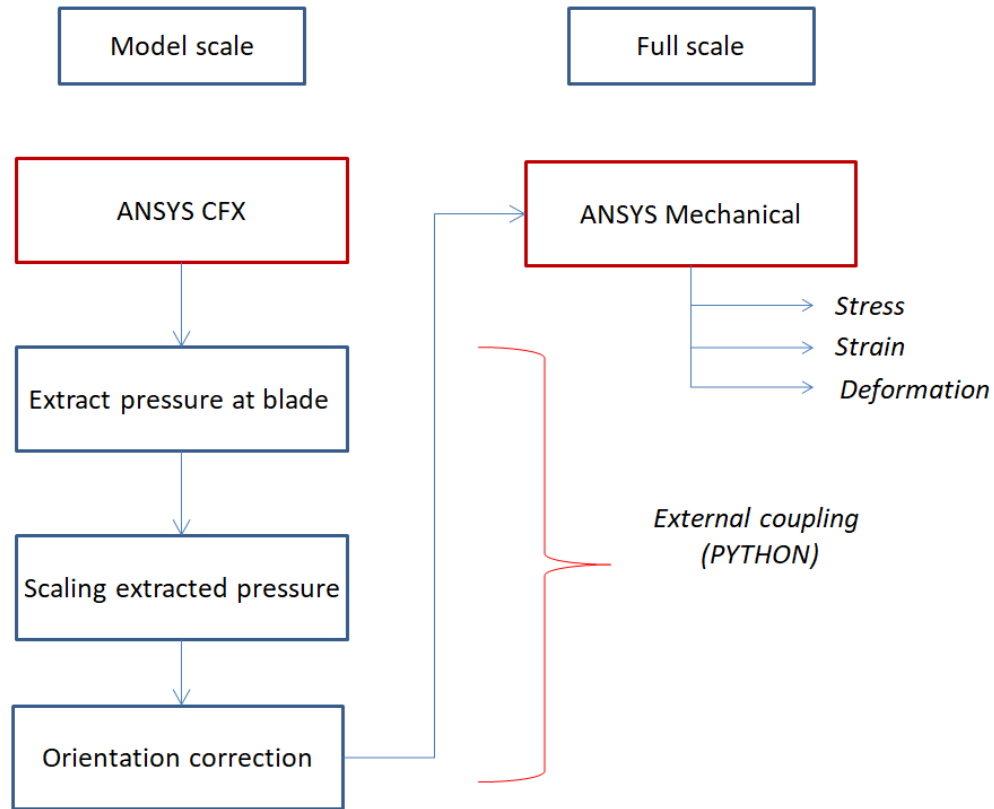 Model scale
Full scale
ANSYS CFX
ANSYS Mechanical
Stress
Strain
Deformation
Extract pressure at blade
Scaling extracted pressure
Orientation correction
External coupling
(PYTHON)